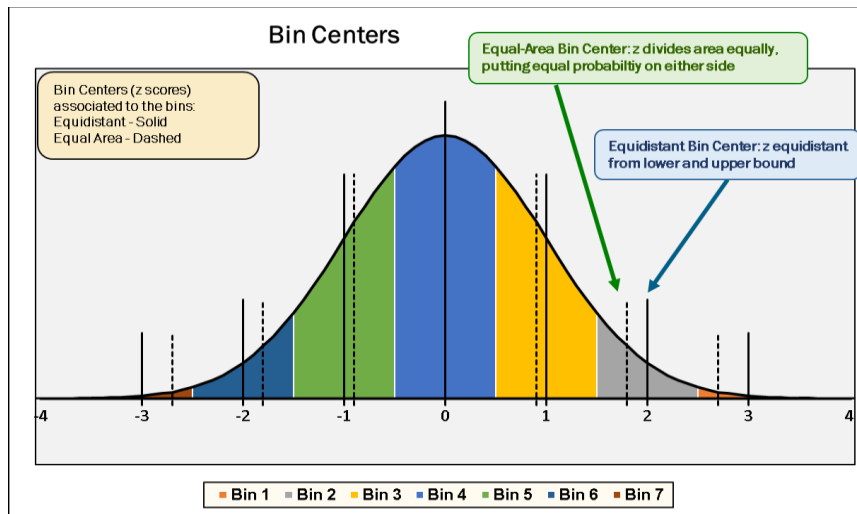 Bin Centers
Equal-Area Bin Center: z divides area equally,
putting equal probabiltiy on either side
Bin Centers (z scores)
associated to the bins:
Equidistant - Solid
Equal Area - Dashed
Equidistant Bin Center: z equidistant
from lower and upper bound
-4 -3 -2 -1 0 1 2 3 4
Bin 1 Bin 2 Bin 3 Bin 4 Bin 5 Bin 6 Bin 7